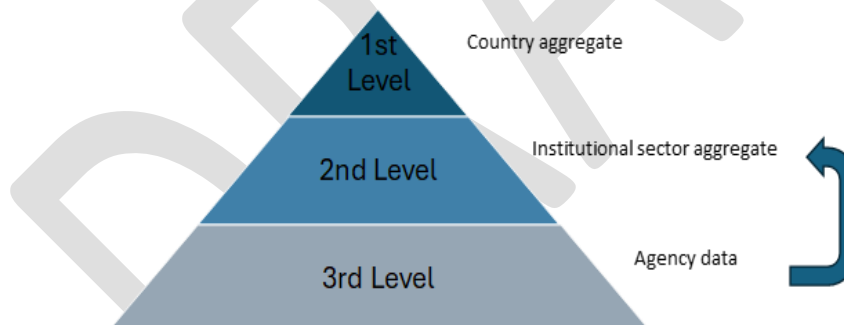 1st
Level
Country aggregate
2nd Level
Institutional sector aggregate
3rd Level
Agency data